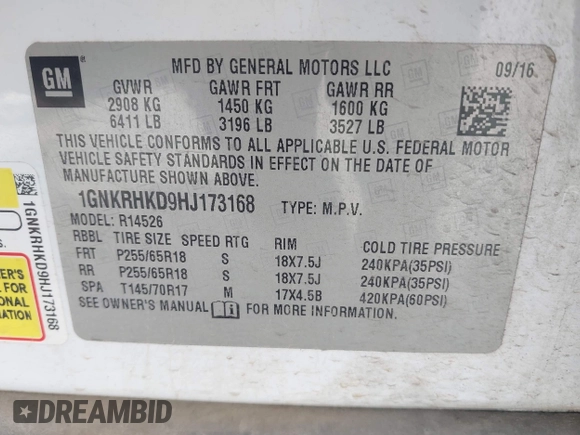 GM
MFD BY GENERAL MOTORS LLC
09/16
GVWR GAWR FRT GAWR RR
2908 KG 1450 KG 1600 KG
6411 LB 3196 LB 3527 LB
THIS VEHICLE CONFORMS TO ALL APPLICABLE U.S. FEDERAL MOTOR
VEHICLE SAFETY STANDARDS IN EFFECT ON THE DATE OF
MANUFACTURE SHOWN ABOVE.
1GNKRHKD9HJ173168 TYPE: M.P.V.
MODEL: R14526
RBBL TIRE SIZE SPEED RTG RIM COLD TIRE PRESSURE
FRT P255/65R18 S 18X7.5J 240KPA(35PSI)
RR P255/65R18 S 18X7.5J 240KPA(35PSI)
SPA T145/70R17 M 17X4.5B 420KPA(60PSI)
SEE OWNER'S MANUAL FOR MORE INFORMATION.
1GNKRHKD9HJ173168
WNER'S
FOR
ONAL
MATION
DREAMBID